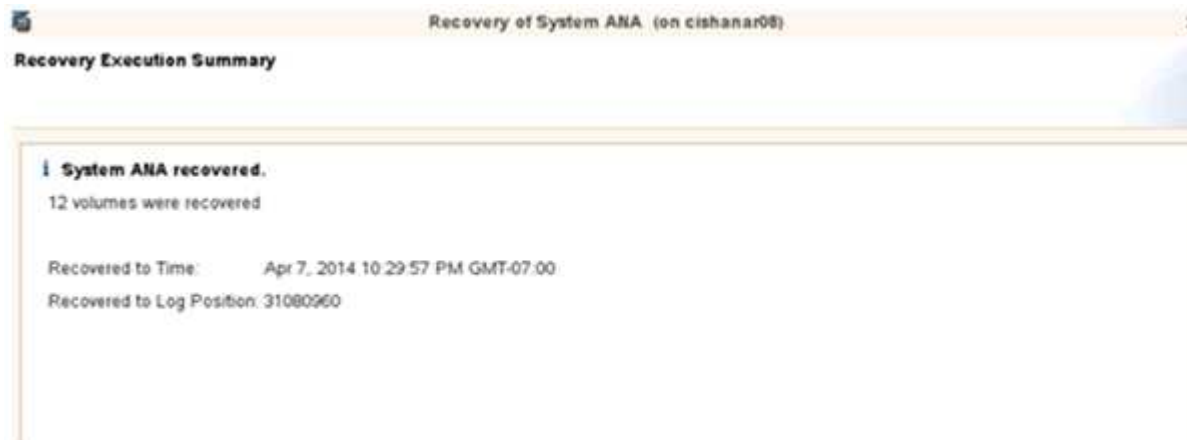 Recovery of System ANA (on cishanar08)
Recovery Execution Summary
i System ANA recovered.
12 volumes were recovered
Recovered to Time: Apr 7, 2014 10:29:57 PM GMT-07:00
Recovered to Log Position: 31080960